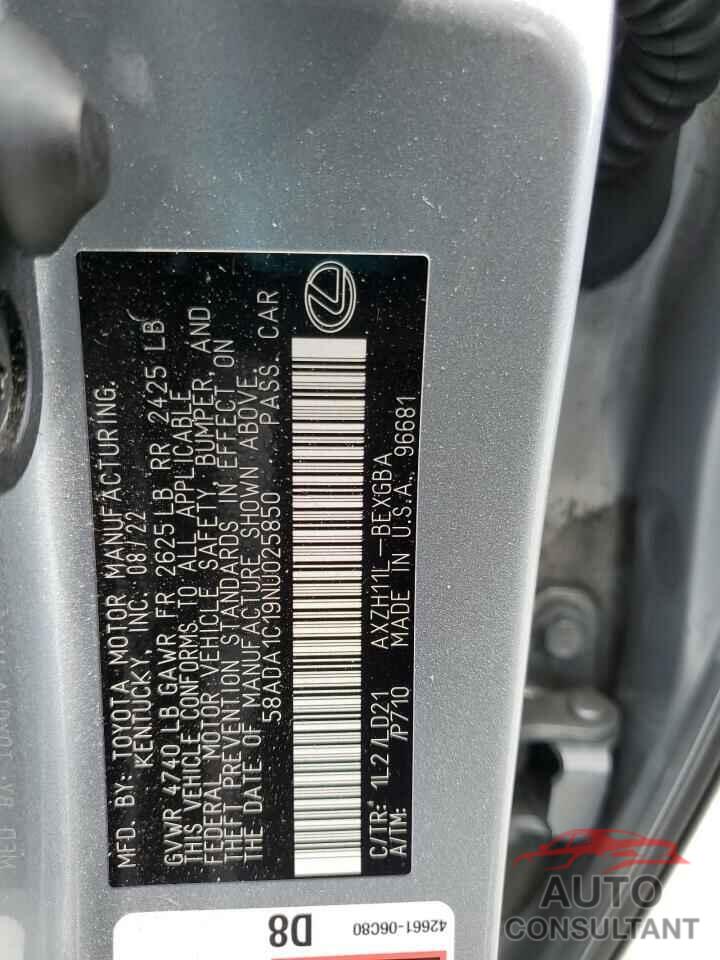 MFD. BY: TOYOTA MOTOR MANUFACTURING.
KENTUCKY, INC. 08/22
GVWR 4740 LB GAWR FR 2625 LB RR 2425 LB
THIS VEHICLE CONFORMS TO ALL APPLICABLE
FEDERAL MOTOR VEHICLE SAFETY, BUMPER, AND
THEFT PREVENTION STANDARDS IN EFFECT ON
THE DATE OF MANUFACTURE SHOWN ABOVE.
58ADA1C19NU025850 PASS. CAR
C/TR: 1L2/LD21 AXZH11L-BEXGBA
A/TM: /P710 MADE IN U.S.A. 96681
D8
42661-06C80
AUTO
CONSULTANT